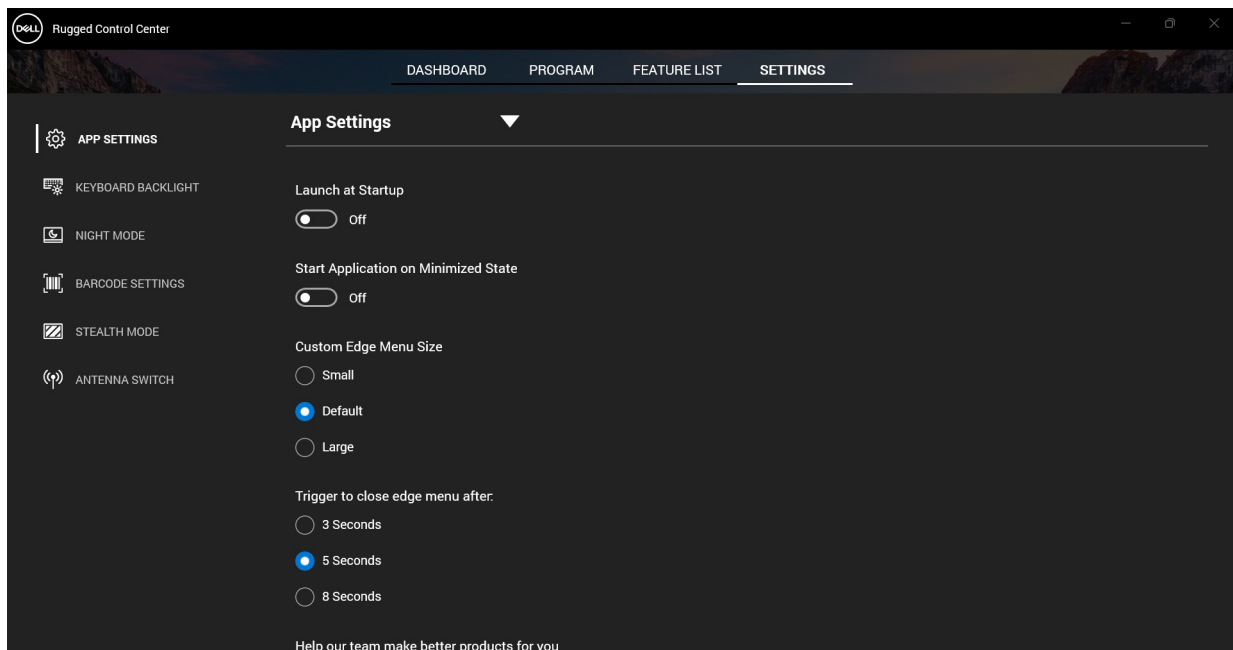 DELL
Rugged Control Center
DASHBOARD PROGRAM FEATURE LIST SETTINGS
APP SETTINGS
KEYBOARD BACKLIGHT
NIGHT MODE
BARCODE SETTINGS
STEALTH MODE
ANTENNA SWITCH
App Settings
Launch at Startup
Off
Start Application on Minimized State
Off
Custom Edge Menu Size
Small
Default
Large
Trigger to close edge menu after:
3 Seconds
5 Seconds
8 Seconds
Help our team make better products for you